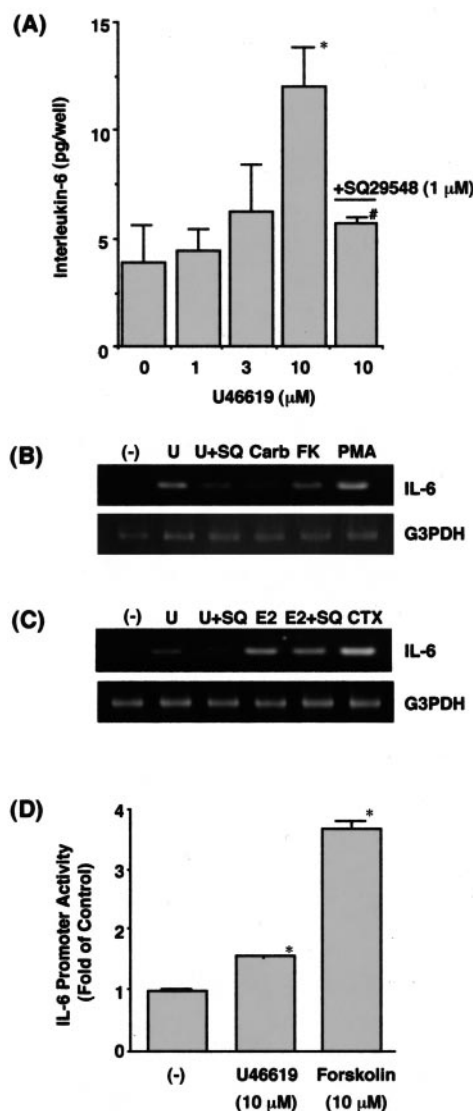 (A)
Interleukin-6 (pg/well)
15
10
5
0
*
+SQ29548 (1 μM)
#
0 1 3 10 10
U46619 (μM)
(B)
(-) U U+SQ Carb FK PMA
IL-6
G3PDH
(C)
(-) U U+SQ E2 E2+SQ CTX
IL-6
G3PDH
(D)
IL-6 Promoter Activity
(Fold of Control)
4
3
2
1
0
*
*
(-) U46619 Forskolin
(10 μM) (10 μM)